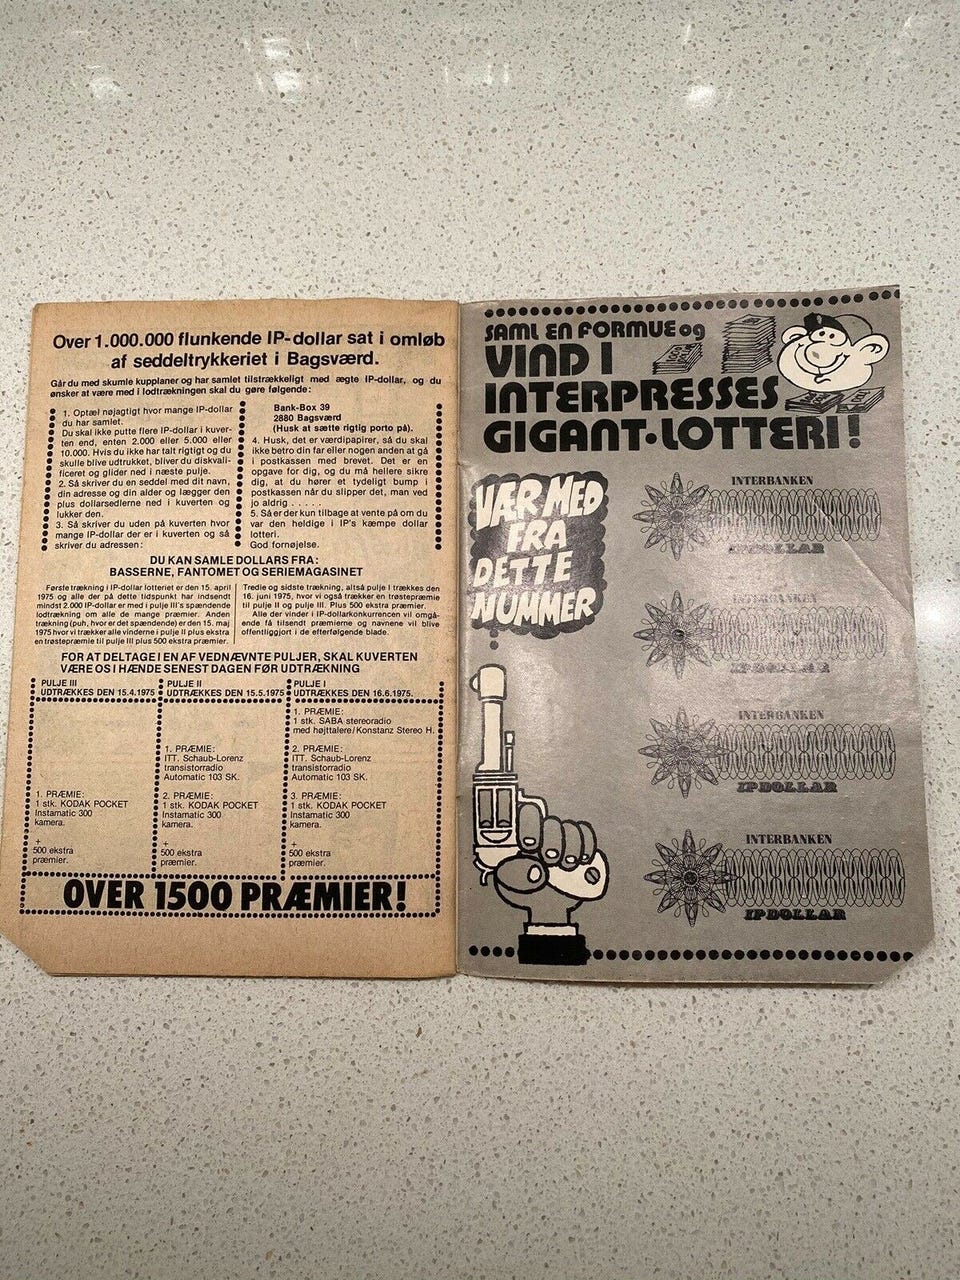 Over 1.000.000 flunkende IP-dollar sat i omløb
af seddeltrykkeriet i Bagsværd.
Går du med skumle kupplaner og har samlet tilstrækkeligt med ægte IP-dollar, og du
ønsker at være med i lodtrækningen skal du gøre følgende:
1. Optæl nøjagtigt hvor mange IP-dollar
du har samlet.
Du skal ikke putte flere IP-dollar i kuver-
ten end, enten 2.000 eller 5.000 eller
10.000. Hvis du ikke har talt rigtigt og du
skulle blive udtrukket, bliver du diskvali-
ficeret og glider ned i næste pulje.
2. Så skriver du en seddel med dit navn,
din adresse og din alder og lægger den
plus dollarsedlerne ned i kuverten og
lukker den.
3. Så skriver du uden på kuverten hvor
mange IP-dollar der er i kuverten og så
skriver du adressen:
Bank-Box 39
2880 Bagsværd
(Husk at sætte rigtig porto på).
4. Husk, det er værdipapirer, så du skal
ikke betro din far eller nogen anden at gå
i postkassen med brevet. Det er en
opgave for dig, og du må hellere sikre
dig, at du hører et tydeligt bump i
postkassen når du slipper det, man ved
jo aldrig . . . . .
5. Så er der kun tilbage at vente på om du
var den heldige i IP's kæmpe dollar
lotteri.
God fornøjelse.
DU KAN SAMLE DOLLARS FRA:
BASSERNE, FANTOMET OG SERIEMAGASINET
Første trækning i IP-dollar lotteriet er den 15. april
1975 og alle der på dette tidspunkt har indsendt
mindst 2.000 IP-dollar er med i pulje III's spændende
lodtrækning om alle de mange præmier. Anden
trækning (puh, hvor er det spændende) er den 15. maj
1975 hvor vi trækker alle vinderne i pulje II plus ekstra
en trøstepræmie til pulje III plus 500 ekstra præmier.
Tredie og sidste trækning, altså pulje I trækkes den
16. juni 1975, hvor vi også trækker en trøstepræmie
til pulje II og pulje III. Plus 500 ekstra præmier.
Alle der vinder i IP-dollarkonkurrencen vil omgå-
ende få tilsendt præmierne og navnene vil blive
offentliggjort i de efterfølgende blade.
FOR AT DELTAGE I EN AF VEDNÆVNTE PULJER, SKAL KUVERTEN
VÆRE OS I HÆNDE SENEST DAGEN FØR UDTRÆKNING
PULJE III
UDTRÆKKES DEN 15.4.1975
1. PRÆMIE:
1 stk. KODAK POCKET
Instamatic 300
kamera.
+
500 ekstra
præmier.
PULJE II
UDTRÆKKES DEN 15.5.1975
1. PRÆMIE:
ITT. Schaub-Lorenz
transistorradio
Automatic 103 SK.
2. PRÆMIE:
1 stk. KODAK POCKET
Instamatic 300
kamera.
+
500 ekstra
præmier.
PULJE I
UDTRÆKKES DEN 16.6.1975.
1. PRÆMIE:
1 stk. SABA stereoradio
med højttalere/Konstanz Stereo H.
2. PRÆMIE:
ITT. Schaub-Lorenz
transistorradio
Automatic 103 SK.
3. PRÆMIE:
1 stk. KODAK POCKET
Instamatic 300
kamera.
+
500 ekstra
præmier.
OVER 1500 PRÆMIER!
SAML EN FORMUE og
VIND I
INTERPRESSES
GIGANT-LOTTERI!
VÆR MED
FRA
DETTE
NUMMER
INTERBANKEN
IPDOLLAR
INTERBANKEN
IPDOLLAR
INTERBANKEN
IPDOLLAR
INTERBANKEN
IPDOLLAR